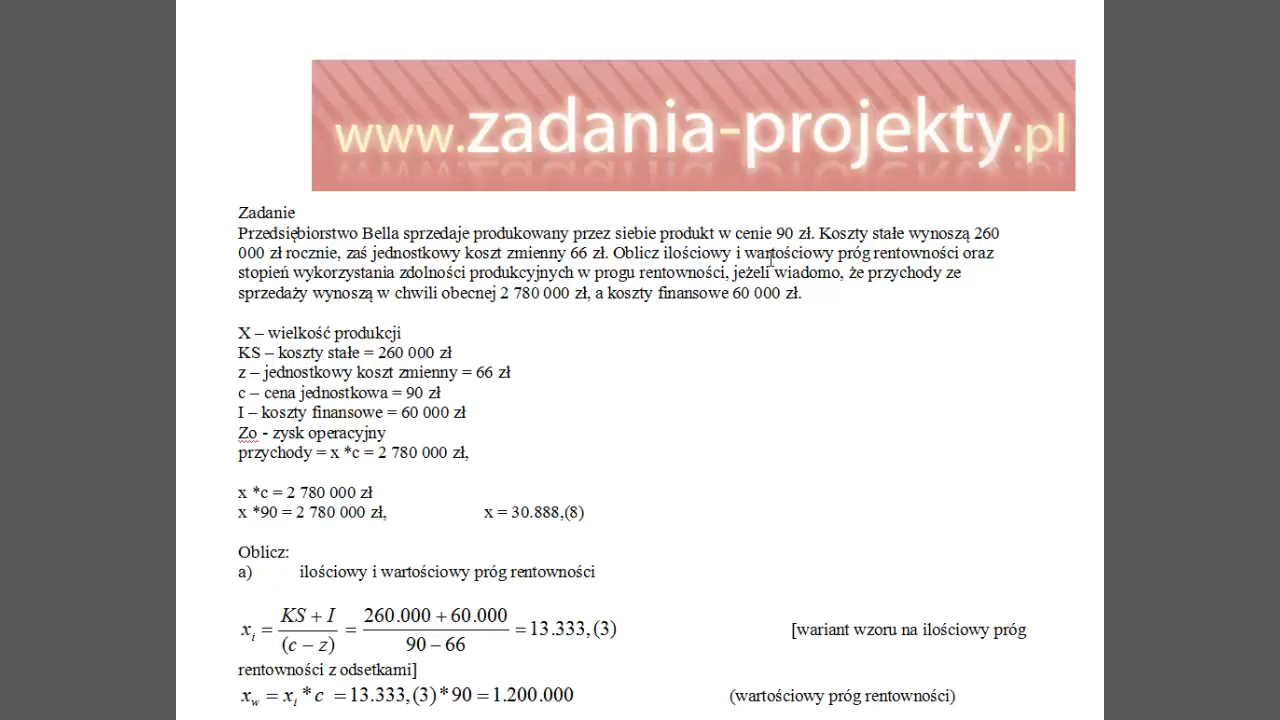 www.zadania-projekty.pl
Zadanie
Przedsiębiorstwo Bella sprzedaje produkowany przez siebie produkt w cenie 90 zł. Koszty stałe wynoszą 260
000 zł rocznie, zaś jednostkowy koszt zmienny 66 zł. Oblicz ilościowy i wartościowy próg rentowności oraz
stopień wykorzystania zdolności produkcyjnych w progu rentowności, jeżeli wiadomo, że przychody ze
sprzedaży wynoszą w chwili obecnej 2 780 000 zł, a koszty finansowe 60 000 zł.
X – wielkość produkcji
KS – koszty stałe = 260 000 zł
z – jednostkowy koszt zmienny = 66 zł
c – cena jednostkowa = 90 zł
I – koszty finansowe = 60 000 zł
Zo - zysk operacyjny
przychody = x *c = 2 780 000 zł,
x *c = 2 780 000 zł
x *90 = 2 780 000 zł, x = 30.888,(8)
Oblicz:
a) ilościowy i wartościowy próg rentowności
x_i = (KS + I)/(c − z) = (260.000 + 60.000)/(90 − 66) = 13.333,(3) [wariant wzoru na ilościowy próg
rentowności z odsetkami]
x_w = x_i * c = 13.333,(3) * 90 = 1.200.000 (wartościowy próg rentowności)